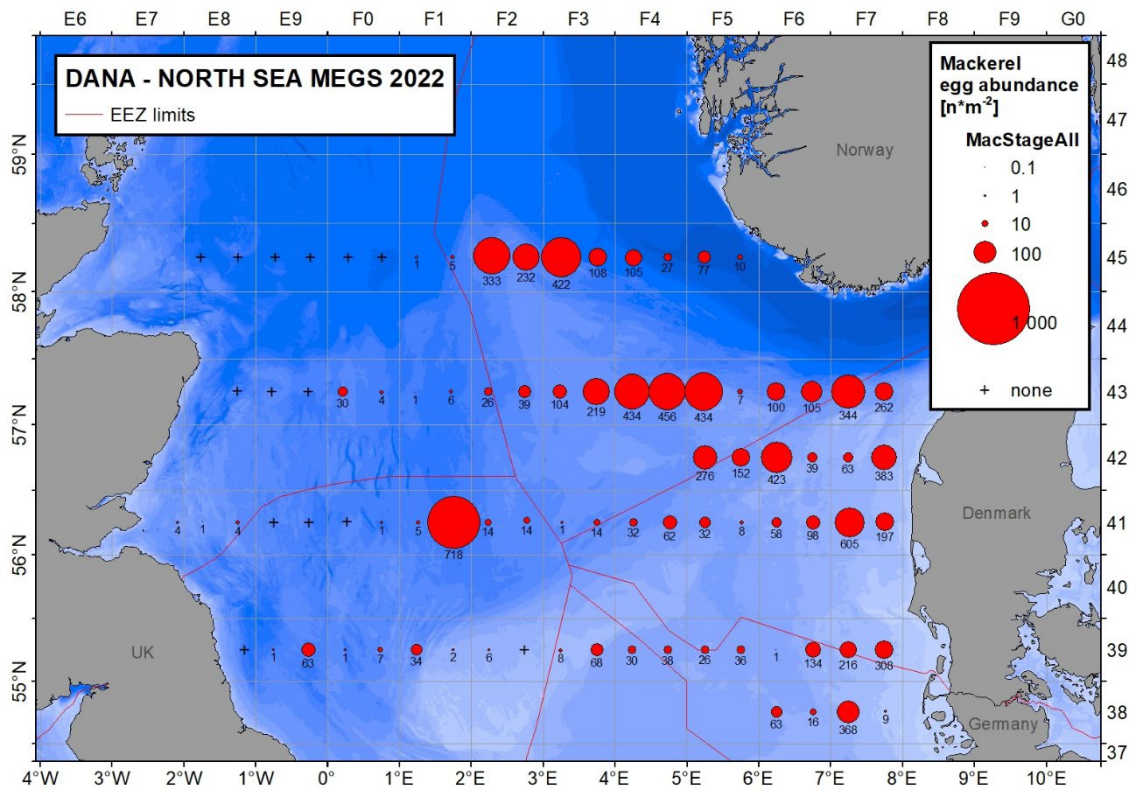 E6 E7 E8 E9 F0 F1 F2 F3 F4 F5 F6 F7 F8 F9 G0
DANA - NORTH SEA MEGS 2022
EEZ limits
Mackerel
egg abundance
[n*m-2]
MacStageAll
0.1
1
10
100
1 000
none
Norway
Denmark
UK
Germany
59°N
58°N
57°N
56°N
55°N
48
47
46
45
44
43
42
41
40
39
38
37
1 5 333 232 422 108 105 27 77 10
30 4 1 6 26 39 104 219 434 456 434 7 100 105 344 262
276 152 423 39 63 383
4 1 4 1 5 718 14 14 1 14 32 62 32 8 58 98 605 197
1 63 1 7 34 2 6 8 68 30 38 26 36 1 134 216 308
63 16 368 9
4°W 3°W 2°W 1°W 0° 1°E 2°E 3°E 4°E 5°E 6°E 7°E 8°E 9°E 10°E